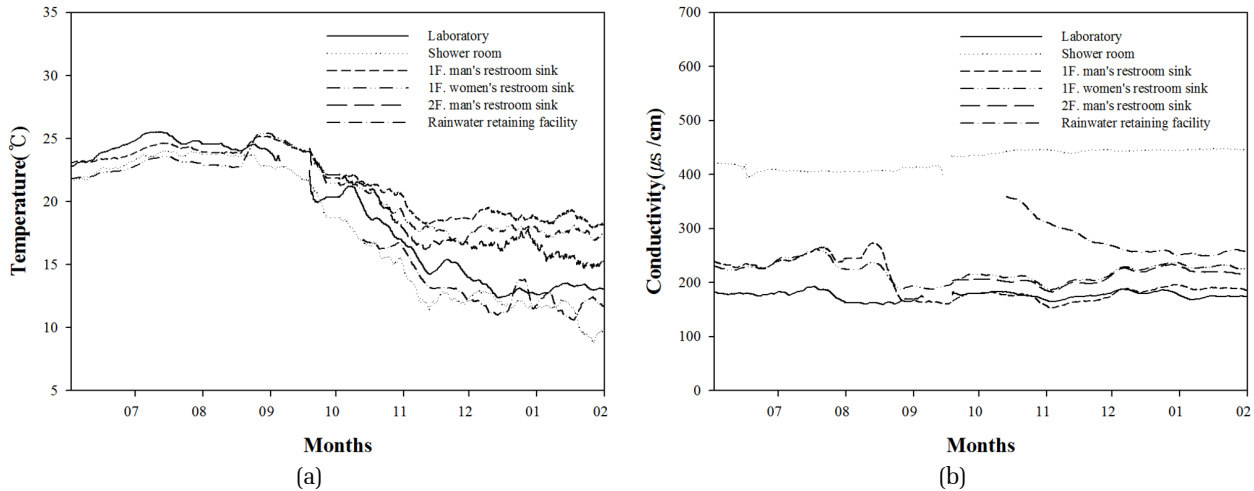 35
30
25
20
15
10
5
Temperature(℃)
Laboratory
Shower room
1F. man's restroom sink
1F. women's restroom sink
2F. man's restroom sink
Rainwater retaining facility
07 08 09 10 11 12 01 02
Months
(a)
700
600
500
400
300
200
100
0
Conductivity(μs /cm)
Laboratory
Shower room
1F. man's restroom sink
1F. women's restroom sink
2F. man's restroom sink
Rainwater retaining facility
07 08 09 10 11 12 01 02
Months
(b)